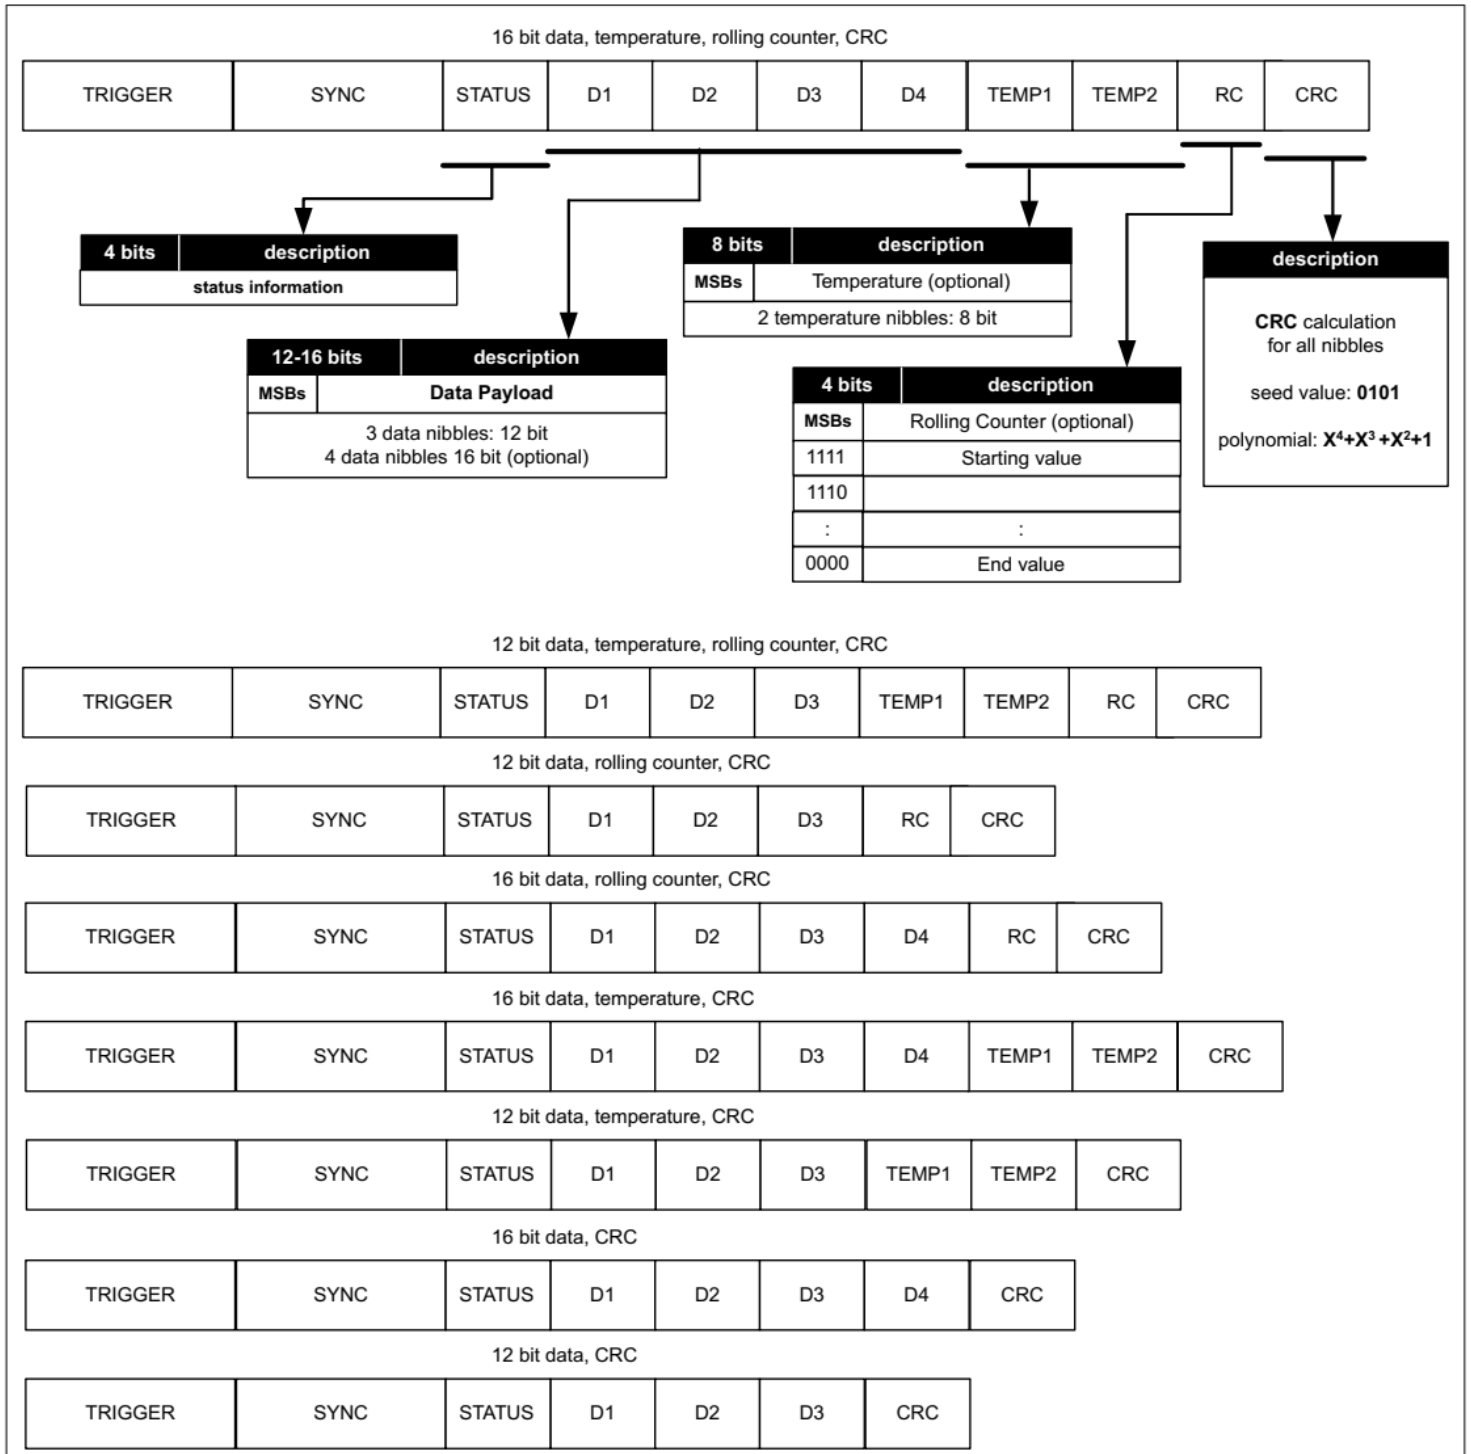 16 bit data, temperature, rolling counter, CRC
TRIGGER SYNC STATUS D1 D2 D3 D4 TEMP1 TEMP2 RC CRC
4 bits description
status information
12-16 bits description
MSBs Data Payload
3 data nibbles: 12 bit
4 data nibbles 16 bit (optional)
8 bits description
MSBs Temperature (optional)
2 temperature nibbles: 8 bit
4 bits description
MSBs Rolling Counter (optional)
1111 Starting value
1110
: :
0000 End value
description
CRC calculation
for all nibbles
seed value: 0101
polynomial: X⁴+X³+X²+1
12 bit data, temperature, rolling counter, CRC
TRIGGER SYNC STATUS D1 D2 D3 TEMP1 TEMP2 RC CRC
12 bit data, rolling counter, CRC
TRIGGER SYNC STATUS D1 D2 D3 RC CRC
16 bit data, rolling counter, CRC
TRIGGER SYNC STATUS D1 D2 D3 D4 RC CRC
16 bit data, temperature, CRC
TRIGGER SYNC STATUS D1 D2 D3 D4 TEMP1 TEMP2 CRC
12 bit data, temperature, CRC
TRIGGER SYNC STATUS D1 D2 D3 TEMP1 TEMP2 CRC
16 bit data, CRC
TRIGGER SYNC STATUS D1 D2 D3 D4 CRC
12 bit data, CRC
TRIGGER SYNC STATUS D1 D2 D3 CRC